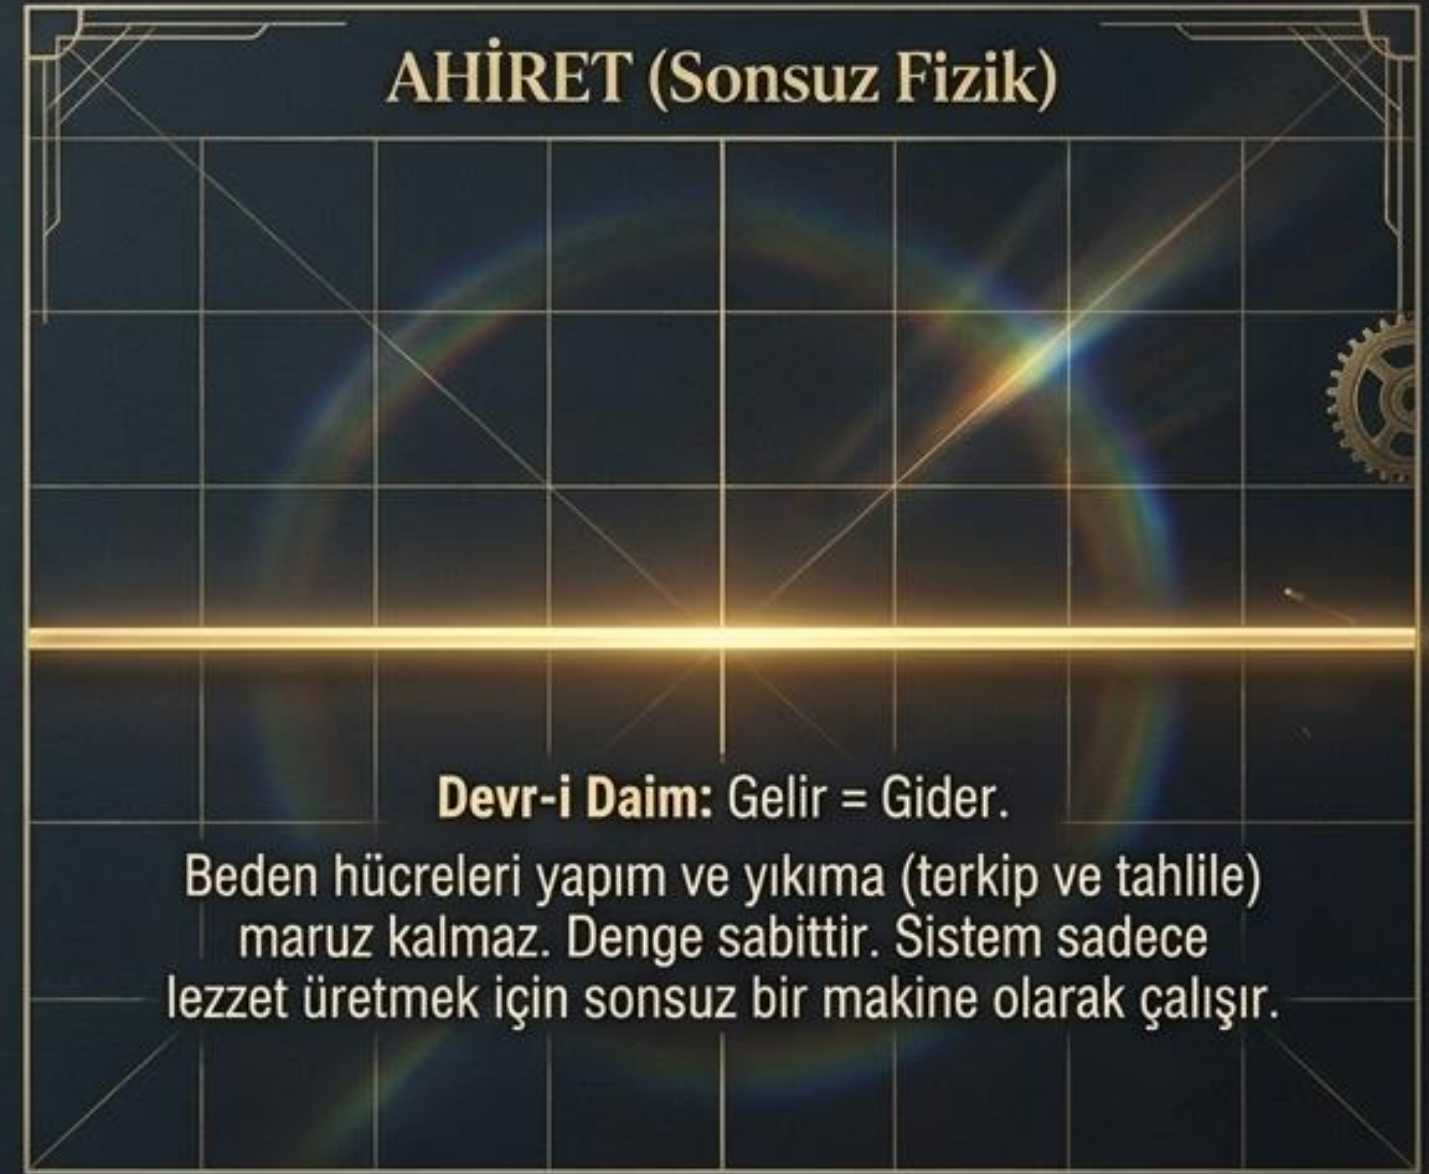 AHİRET (Sonsuz Fizik)
Devr-i Daim: Gelir = Gider.
Beden hücreleri yapım ve yıkıma (terkip ve tahlile)
maruz kalmaz. Denge sabittir. Sistem sadece
lezzet üretmek için sonsuz bir makine olarak çalışır.